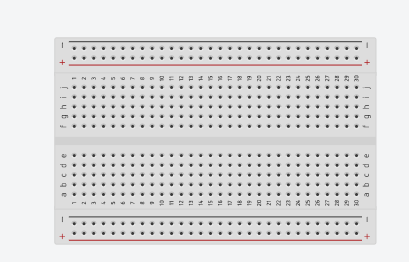 − −
+ +
1 2 3 4 5 6 7 8 9 10 11 12 13 14 15 16 17 18 19 20 21 22 23 24 25 26 27 28 29 30
j j
i i
h h
g g
f f
e e
d d
c c
b b
a a
1 2 3 4 5 6 7 8 9 10 11 12 13 14 15 16 17 18 19 20 21 22 23 24 25 26 27 28 29 30
− −
+ +